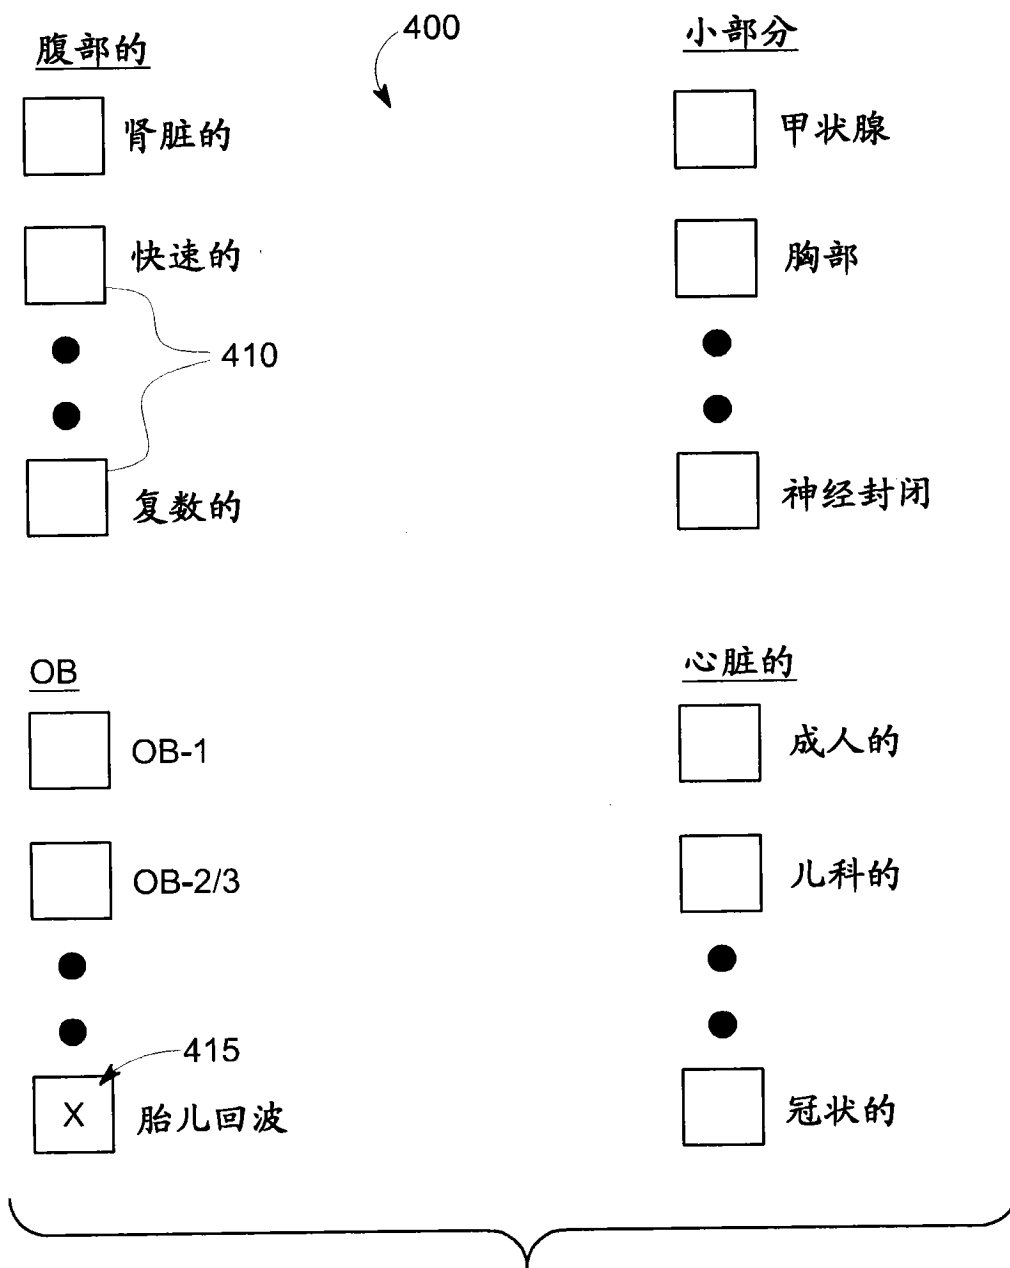 腹部的
400
小部分
肾脏的
甲状腺
快速的
胸部
410
复数的
神经封闭
OB
心脏的
OB-1
成人的
OB-2/3
儿科的
415
X
胎儿回波
冠状的